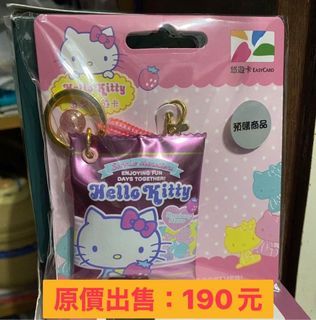 悠遊卡 EASYCARD
Hello Kitty
預購商品
ENJOYING FUN
DAYS TOGETHER!
Hello Kitty
原價出售：190元